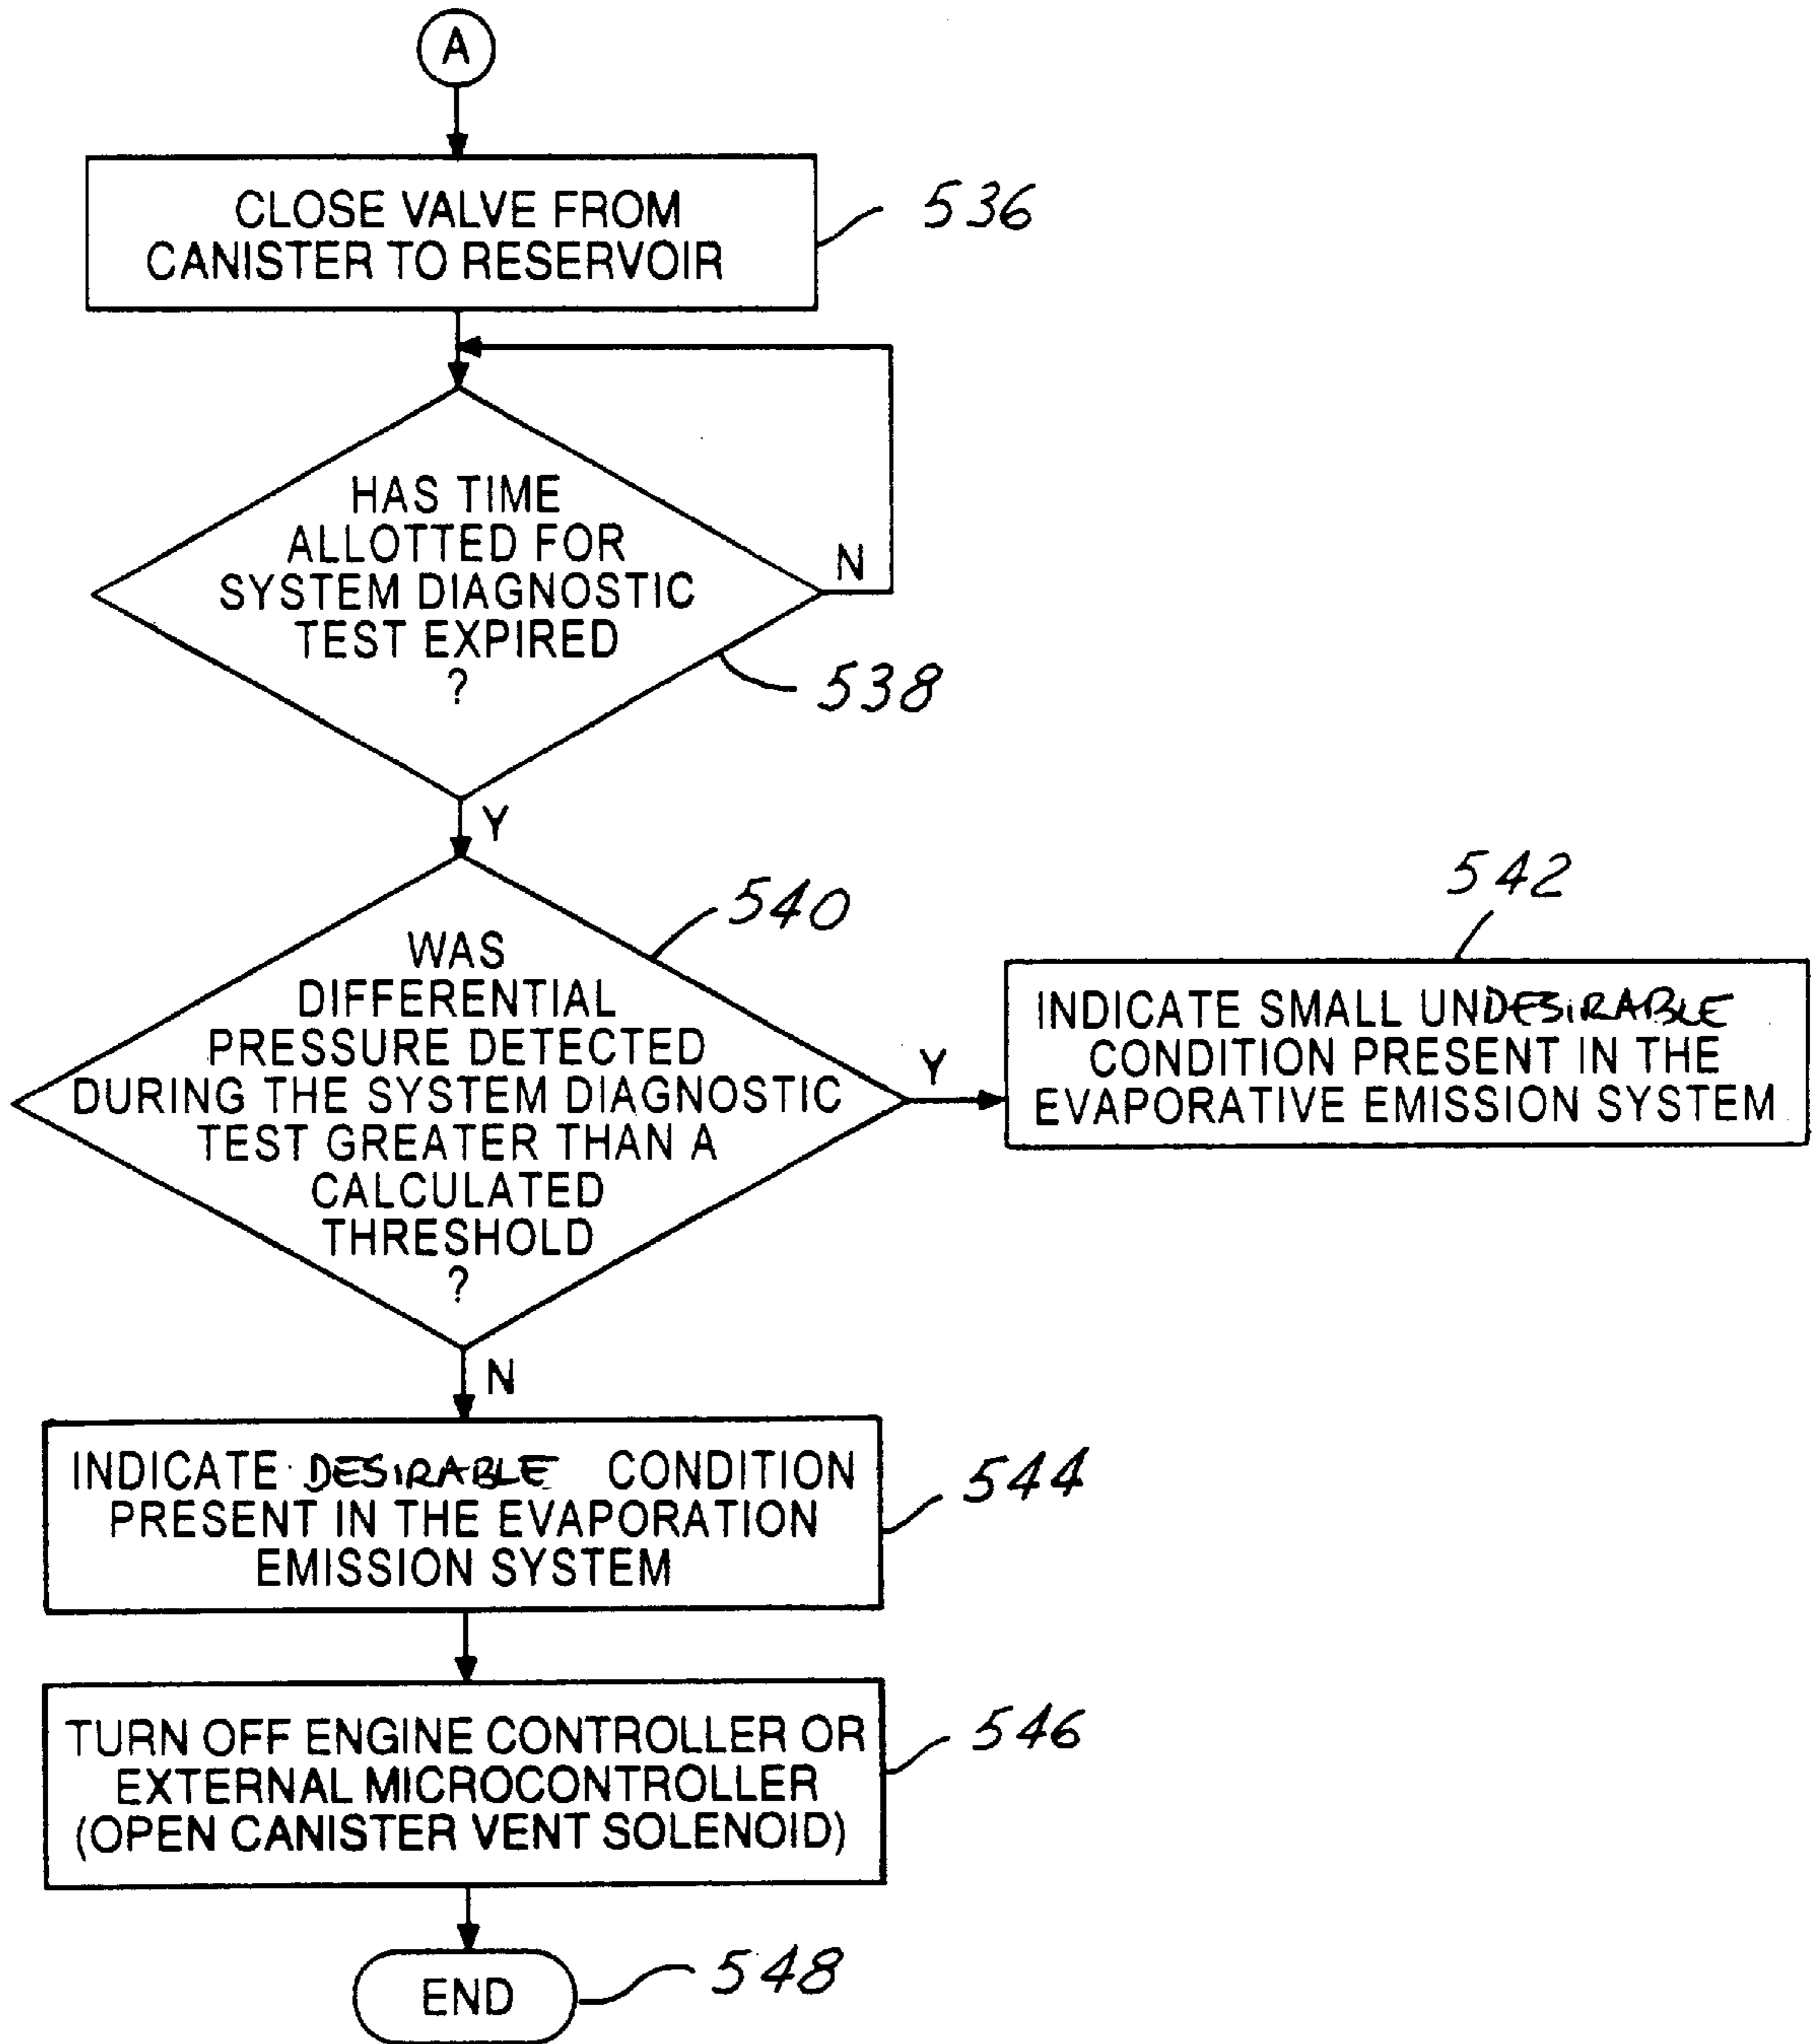 A
CLOSE VALVE FROM
CANISTER TO RESERVOIR
536
HAS TIME
ALLOTTED FOR
SYSTEM DIAGNOSTIC
TEST EXPIRED
?
N
538
Y
540
WAS
DIFFERENTIAL
PRESSURE DETECTED
DURING THE SYSTEM DIAGNOSTIC
TEST GREATER THAN A
CALCULATED
THRESHOLD
?
Y
542
INDICATE SMALL UNDESIRABLE
CONDITION PRESENT IN THE
EVAPORATIVE EMISSION SYSTEM
N
INDICATE DESIRABLE CONDITION
PRESENT IN THE EVAPORATION
EMISSION SYSTEM
544
TURN OFF ENGINE CONTROLLER OR
EXTERNAL MICROCONTROLLER
(OPEN CANISTER VENT SOLENOID)
546
END
548